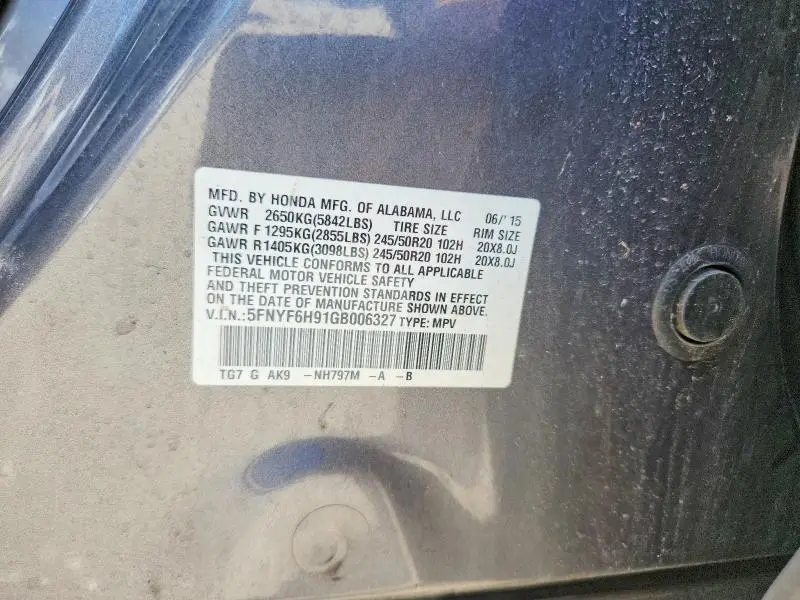 MFD. BY HONDA MFG. OF ALABAMA, LLC 06/'15
GVWR 2650KG(5842LBS) TIRE SIZE RIM SIZE
GAWR F 1295KG(2855LBS) 245/50R20 102H 20X8.0J
GAWR R 1405KG(3098LBS) 245/50R20 102H 20X8.0J
THIS VEHICLE CONFORMS TO ALL APPLICABLE
FEDERAL MOTOR VEHICLE SAFETY
AND THEFT PREVENTION STANDARDS IN EFFECT
ON THE DATE OF MANUFACTURE SHOWN ABOVE.
V.I.N.:5FNYF6H91GB006327 TYPE: MPV
TG7 G AK9 -NH797M -A -B